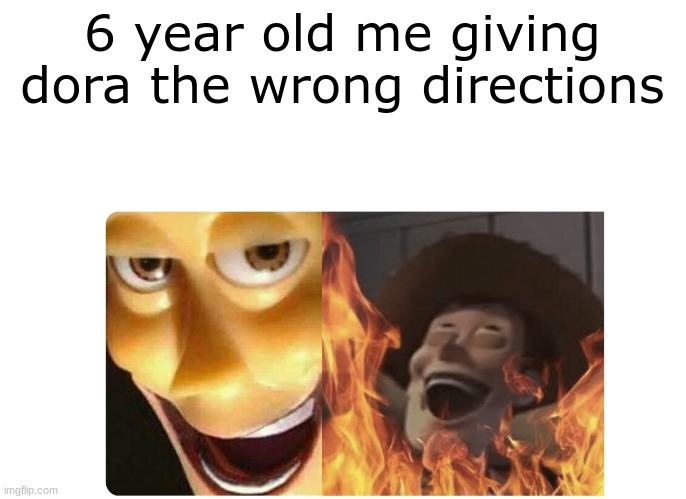 6 year old me giving
dora the wrong directions
imgflip.com